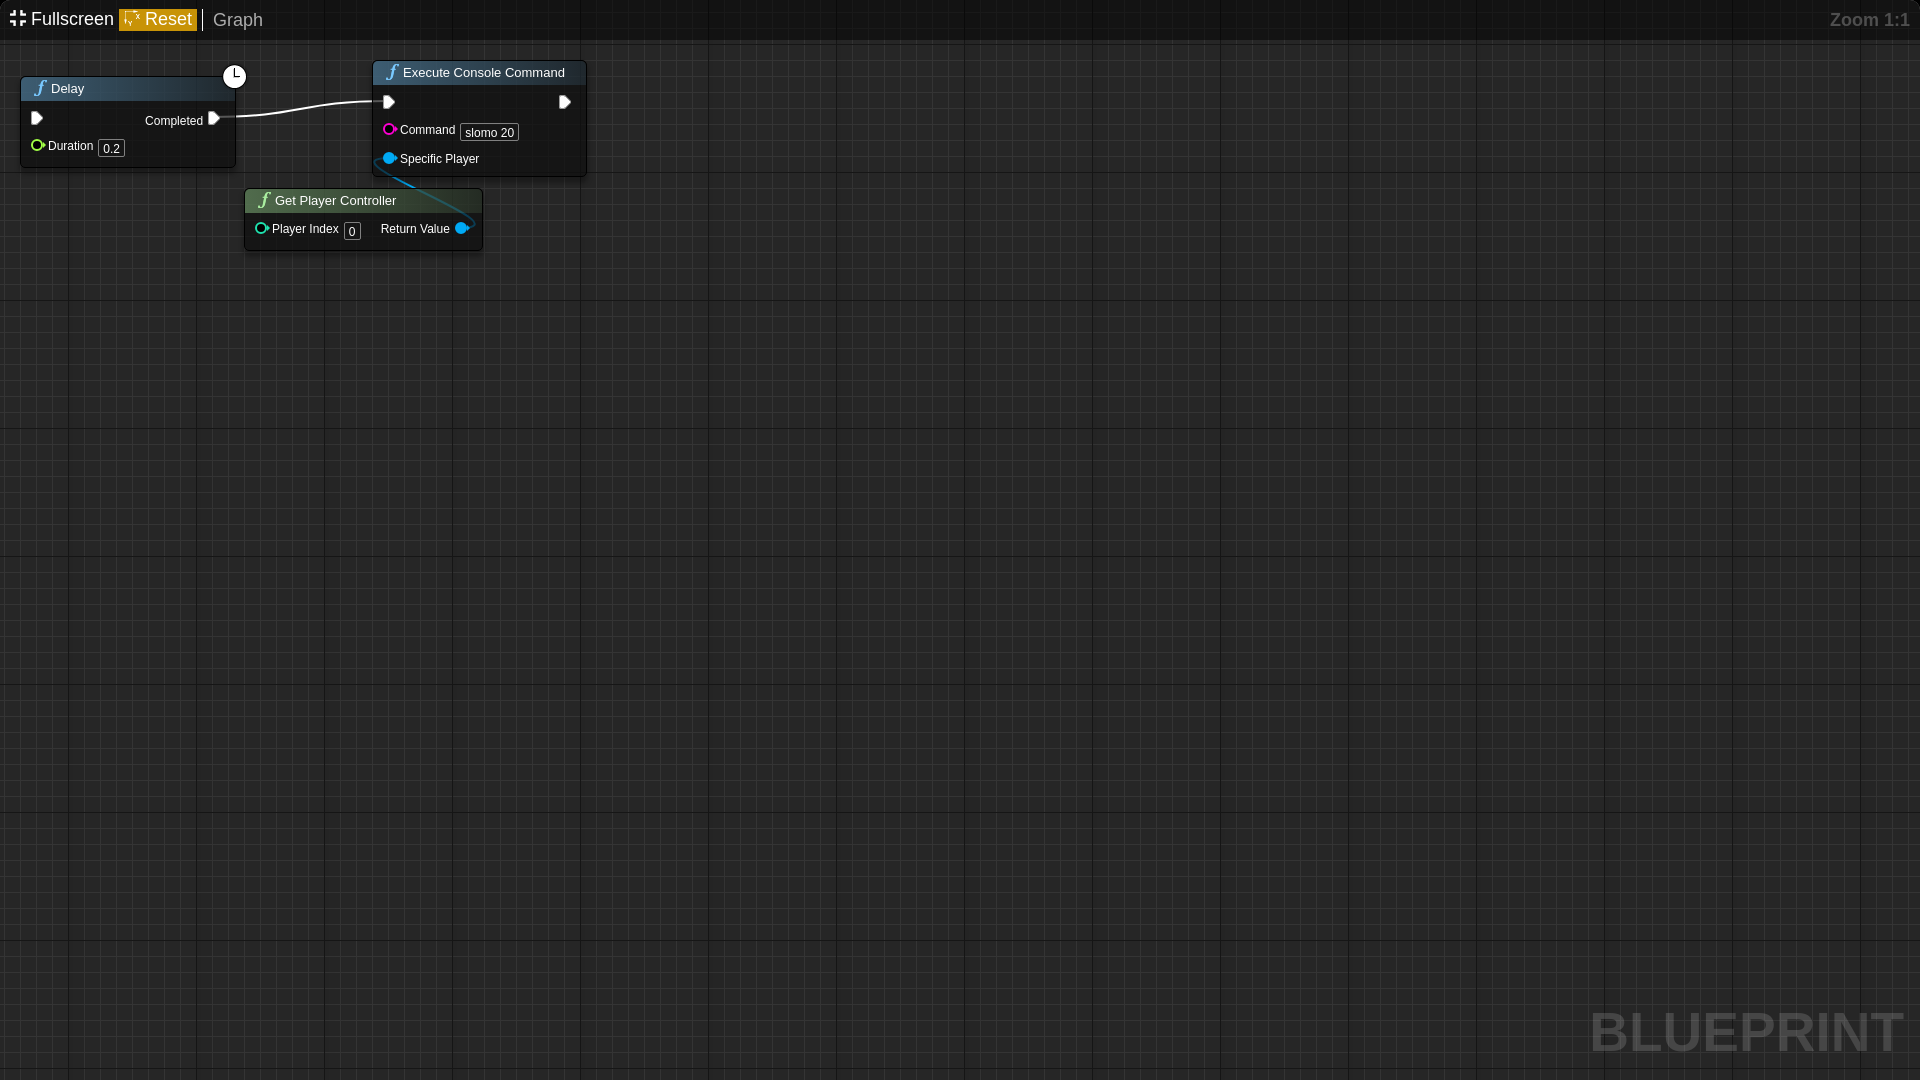 Fullscreen Reset Graph
Zoom 1:1
Delay
Completed
Duration 0.2
Execute Console Command
Command slomo 20
Specific Player
Get Player Controller
Player Index 0 Return Value
BLUEPRINT